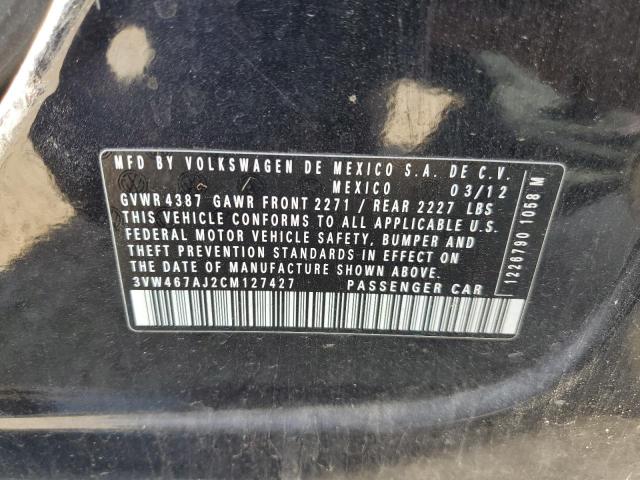 MFD BY VOLKSWAGEN DE MEXICO S.A. DE C.V.
MEXICO 03/12
GVWR 4387 GAWR FRONT 2271 / REAR 2227 LBS
THIS VEHICLE CONFORMS TO ALL APPLICABLE U.S.
FEDERAL MOTOR VEHICLE SAFETY, BUMPER AND
THEFT PREVENTION STANDARDS IN EFFECT ON
THE DATE OF MANUFACTURE SHOWN ABOVE.
3VW467AJ2CM127427 PASSENGER CAR
1226790 1058 M